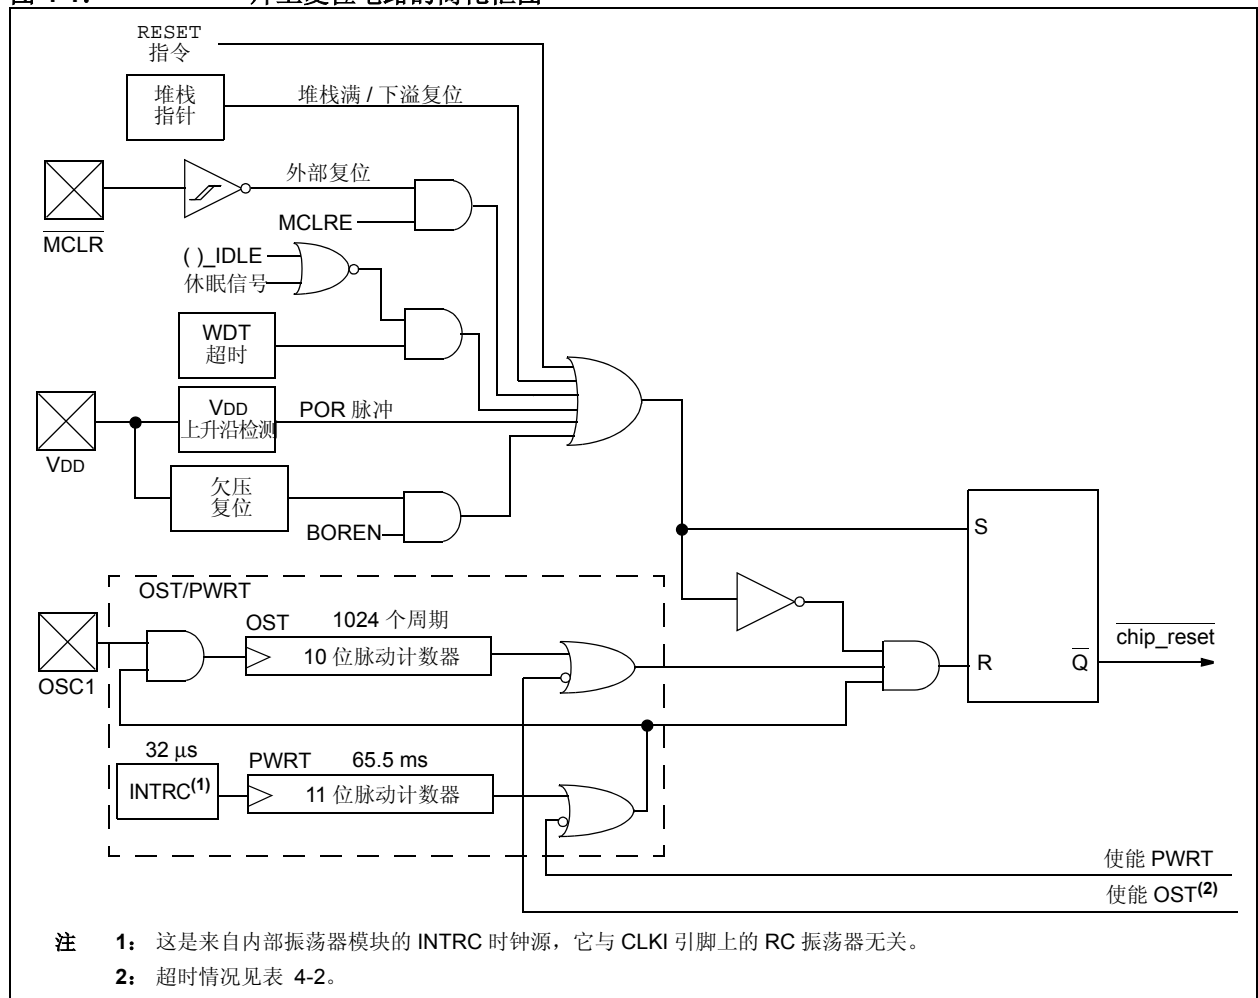 RESET
指令
堆栈
指针
堆栈满 / 下溢复位
外部复位
MCLRE
MCLR
( )_IDLE
休眠信号
WDT
超时
VDD
上升沿检测
POR 脉冲
VDD
欠压
复位
BOREN
S
OST/PWRT
OST
1024 个周期
10 位脉动计数器
OSC1
R
Q
chip_reset
32 μs
INTRC(1)
PWRT
65.5 ms
11 位脉动计数器
使能 PWRT
使能 OST(2)
注 1： 这是来自内部振荡器模块的 INTRC 时钟源，它与 CLKI 引脚上的 RC 振荡器无关。
2： 超时情况见表 4-2。